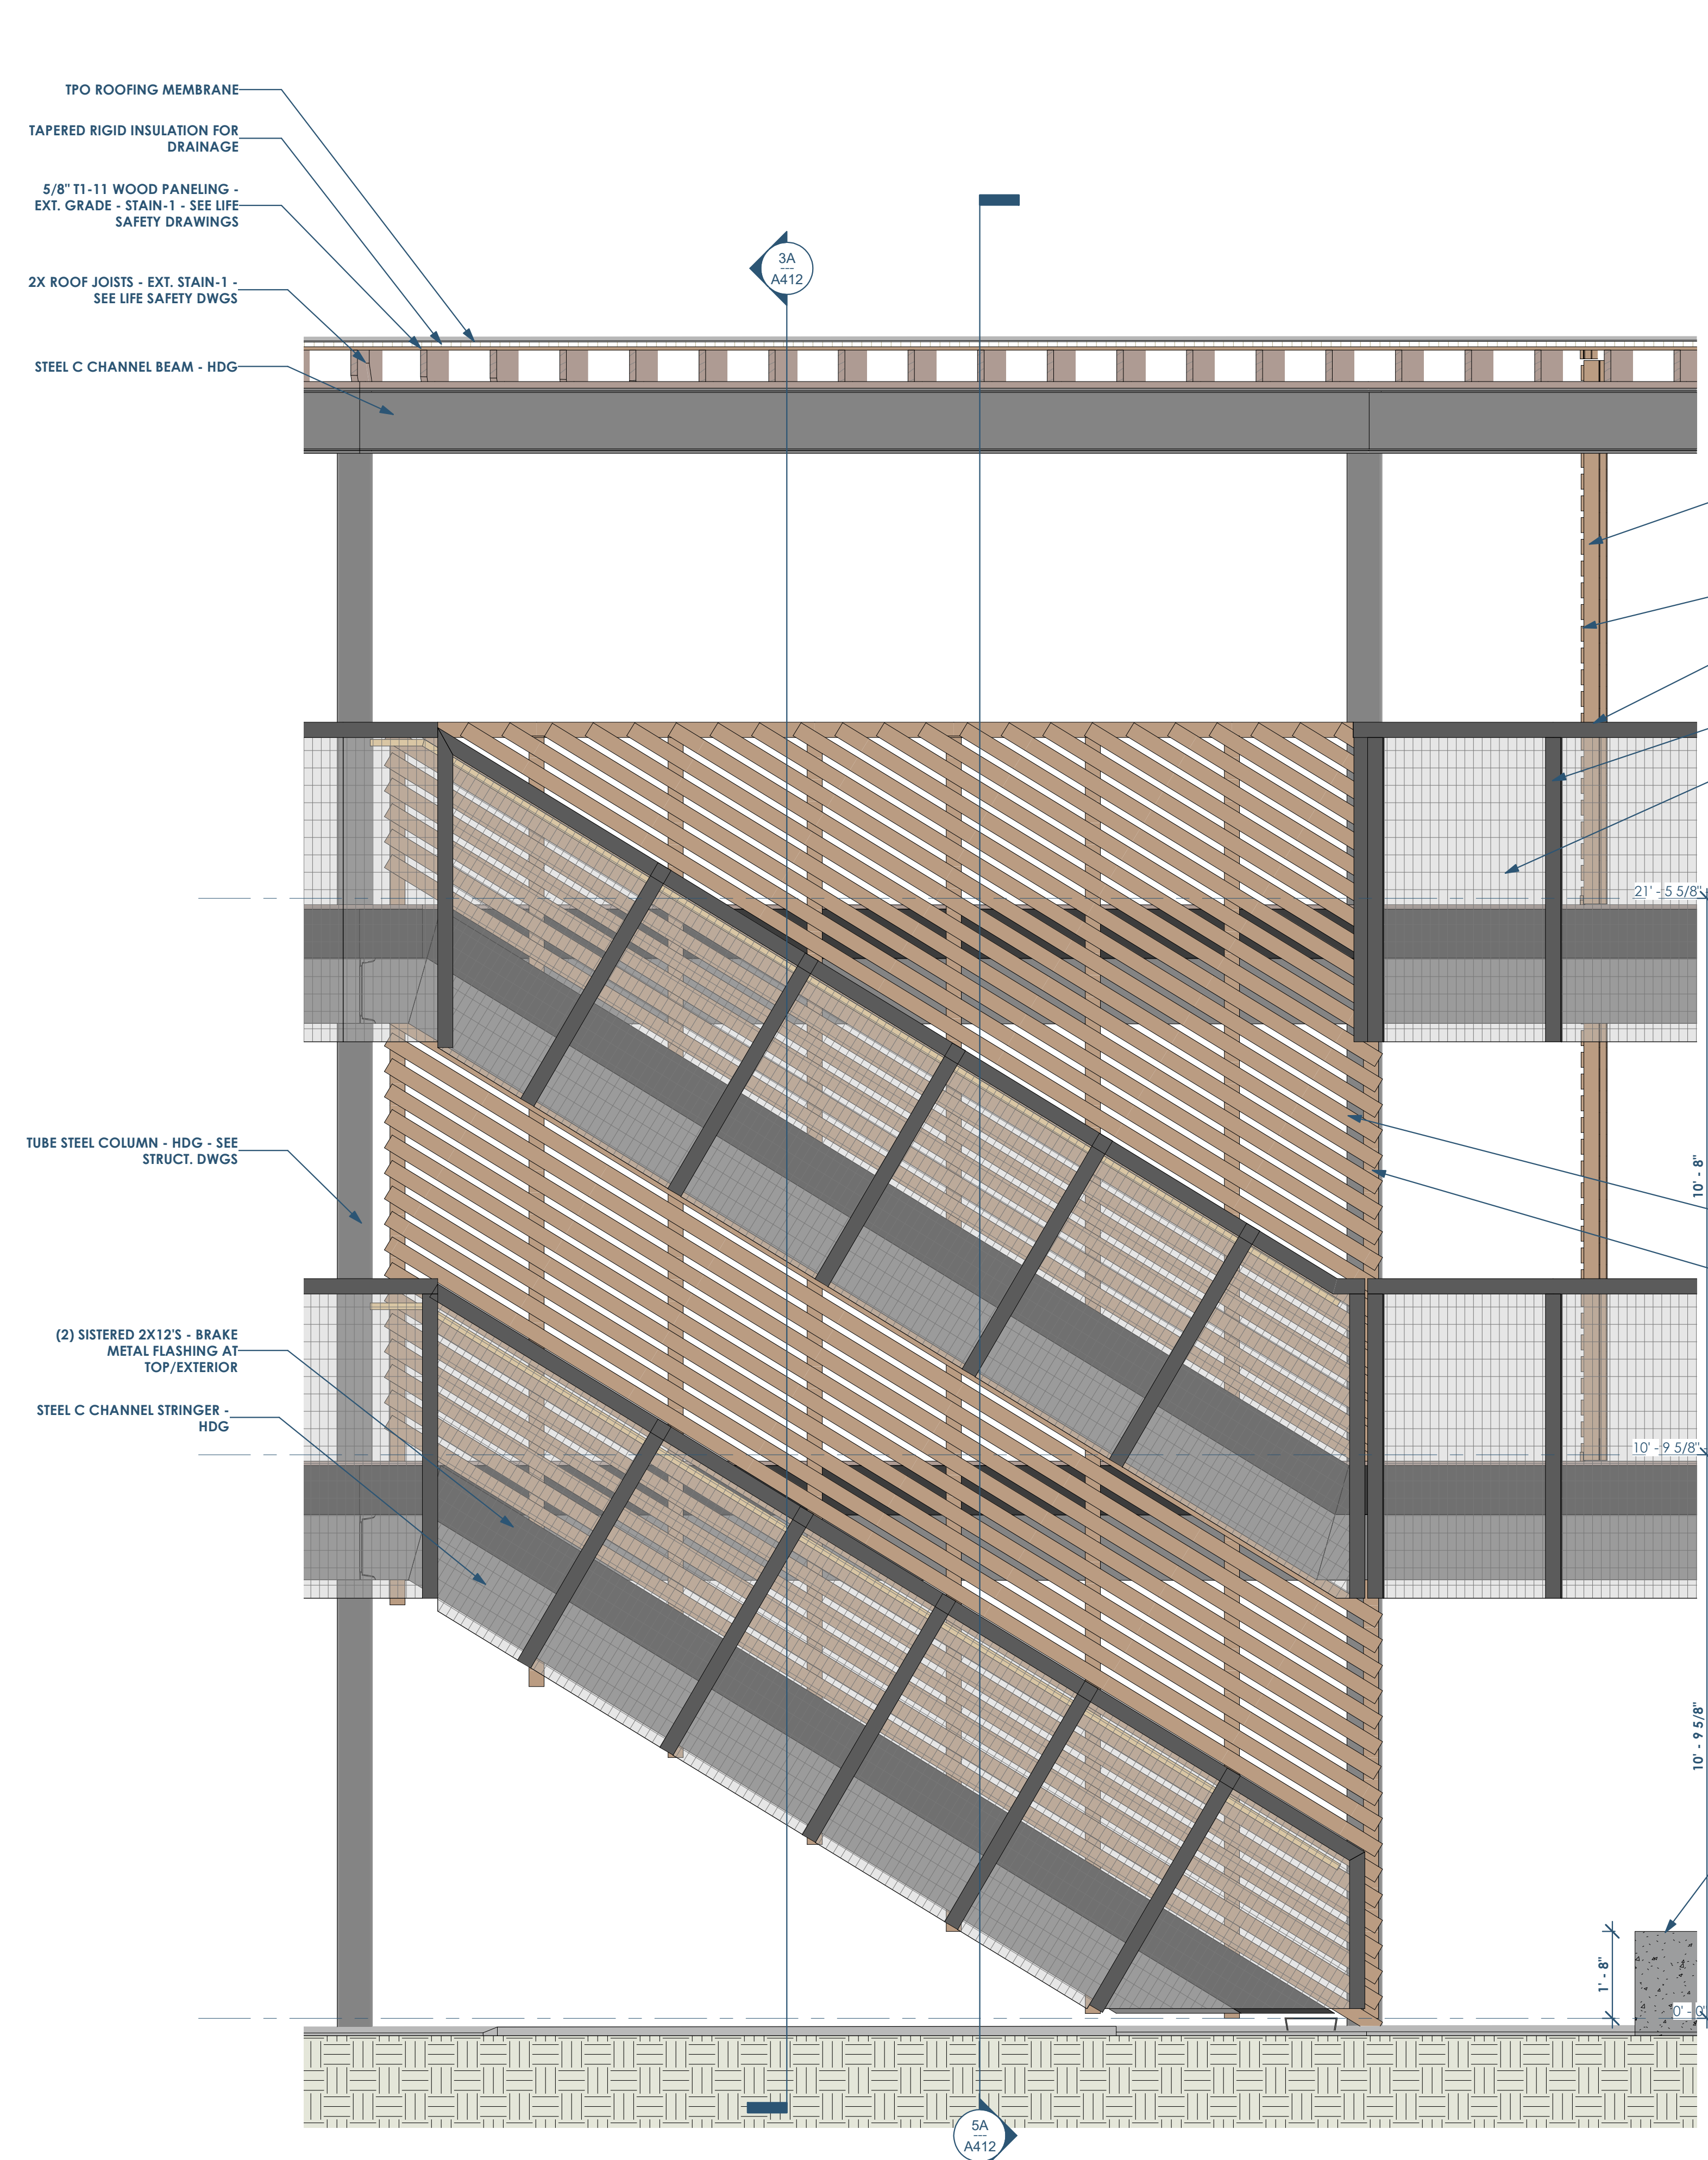 TPO ROOFING MEMBRANE
TAPERED RIGID INSULATION FOR
DRAINAGE
5/8" T1-11 WOOD PANELING -
EXT. GRADE - STAIN-1 - SEE LIFE
SAFETY DRAWINGS
2X ROOF JOISTS - EXT. STAIN-1 -
SEE LIFE SAFETY DWGS
STEEL C CHANNEL BEAM - HDG
3A
---
A412
21' - 5 5/8"
10' - 8"
TUBE STEEL COLUMN - HDG - SEE
STRUCT. DWGS
(2) SISTERED 2X12'S - BRAKE
METAL FLASHING AT
TOP/EXTERIOR
STEEL C CHANNEL STRINGER -
HDG
10' - 9 5/8"
10' - 9 5/8"
1' - 8"
0' - 0"
5A
---
A412